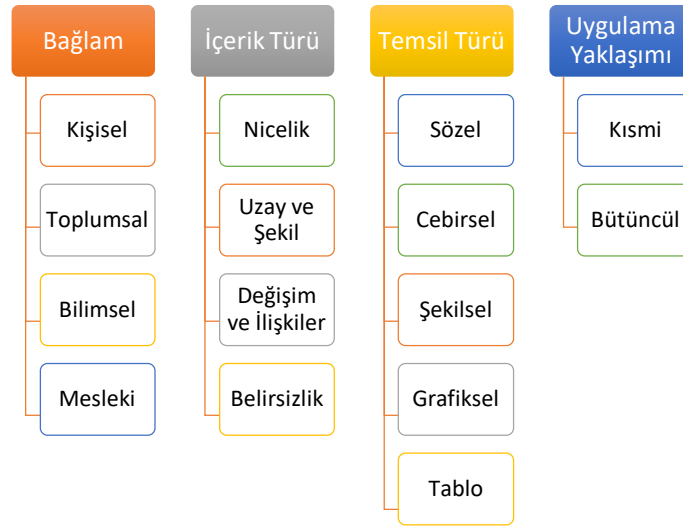 Bağlam
Kişisel
Toplumsal
Bilimsel
Mesleki
İçerik Türü
Nicelik
Uzay ve
Şekil
Değişim
ve İlişkiler
Belirsizlik
Temsil Türü
Sözel
Cebirsel
Şekilsel
Grafiksel
Tablo
Uygulama
Yaklaşımı
Kısmi
Bütüncül